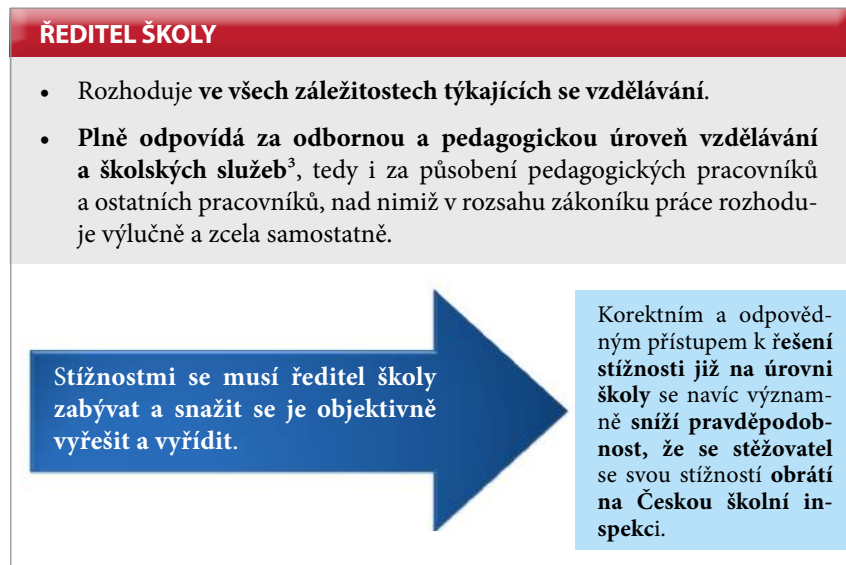 ŘEDITEL ŠKOLY
• Rozhoduje ve všech záležitostech týkajících se vzdělávání.
• Plně odpovídá za odbornou a pedagogickou úroveň vzdělávání
a školských služeb³, tedy i za působení pedagogických pracovníků
a ostatních pracovníků, nad nimiž v rozsahu zákoníku práce rozhodu-
je výlučně a zcela samostatně.
Stížnostmi se musí ředitel školy
zabývat a snažit se je objektivně
vyřešit a vyřídit.
Korektním a odpověd-
ným přístupem k řešení
stížnosti již na úrovni
školy se navíc význam-
ně sníží pravděpodob-
nost, že se stěžovatel
se svou stížností obrátí
na Českou školní in-
spekci.